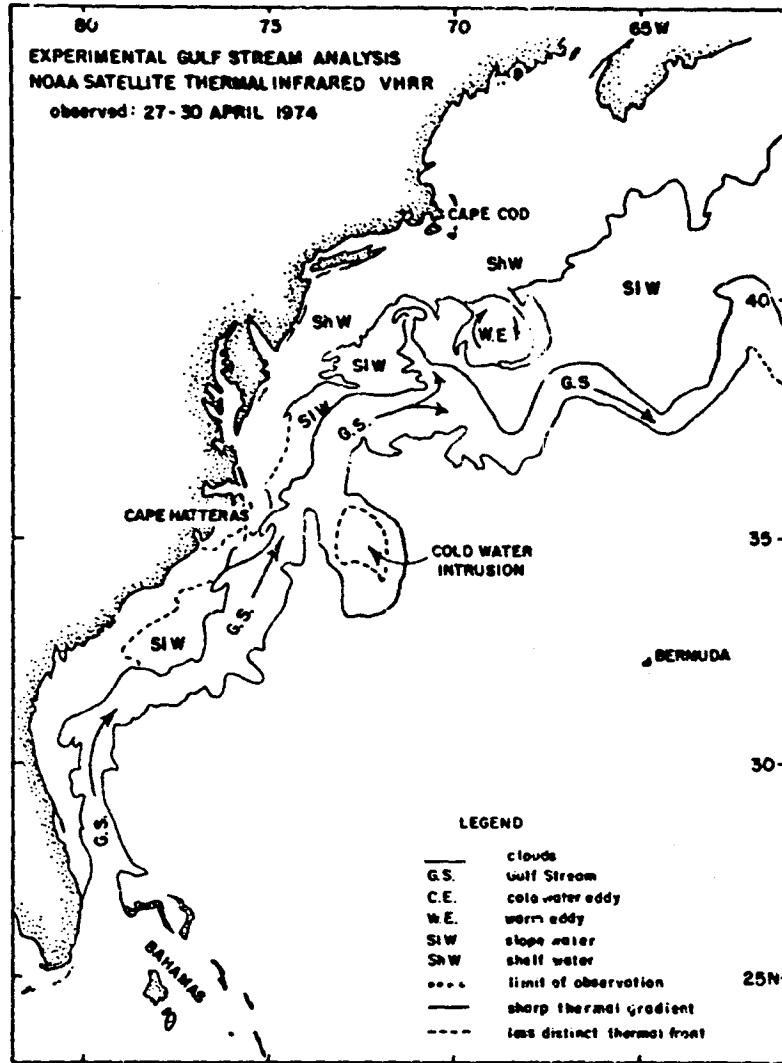 80 75 70 65 W
EXPERIMENTAL GULF STREAM ANALYSIS
NOAA SATELLITE THERMAL INFRARED VHRR
observed: 27-30 APRIL 1974
CAPE COD
ShW
SlW
40
ShW
W.E.
SlW
G.S.
SlW
G.S.
CAPE HATTERAS
35
COLD WATER
INTRUSION
G.S.
SlW
BERMUDA
30
G.S.
LEGEND
clouds
G.S. Gulf Stream
C.E. cold water eddy
W.E. warm eddy
SlW slope water
ShW shelf water
limit of observation
sharp thermal gradient
less distinct thermal front
25N
BAHAMAS